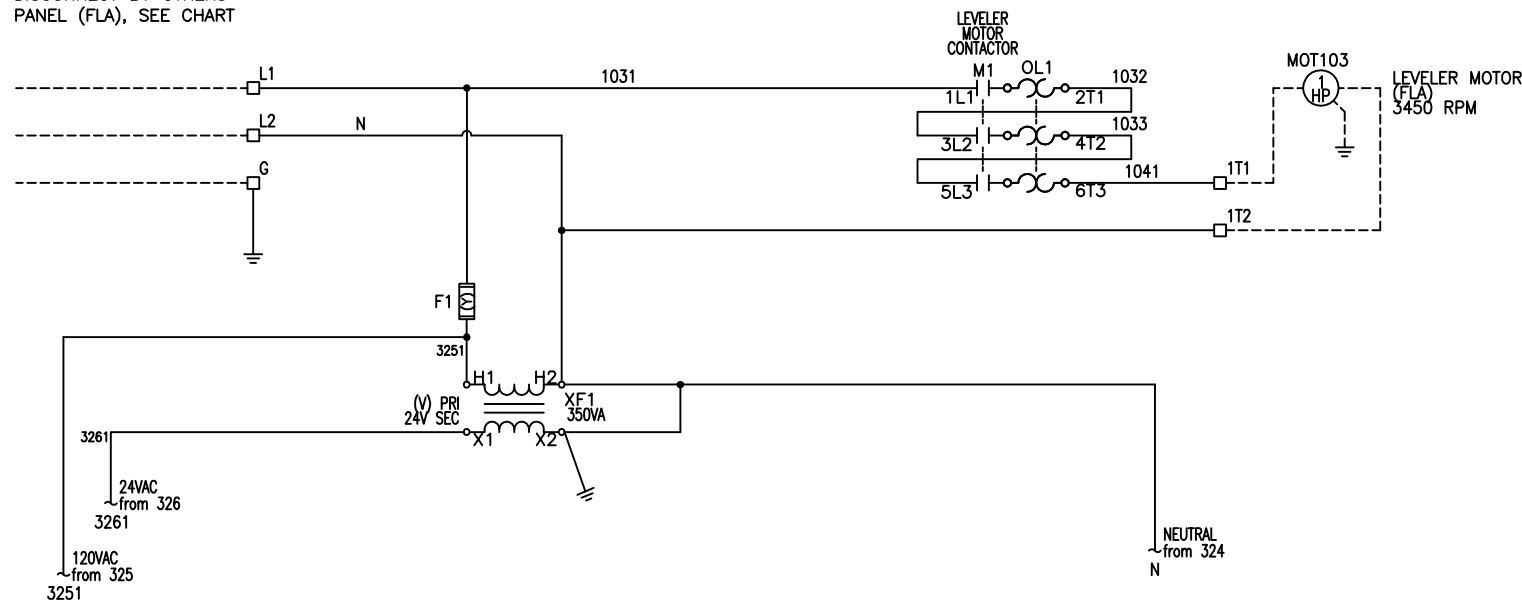 PANEL (FLA), SEE CHART
LEVELER
MOTOR
CONTACTOR
L1
1031
M1
OL1
1032
MOT103
1
HP
LEVELER MOTOR
(FLA)
3450 RPM
1L1
2T1
L2
N
1033
3L2
4T2
G
1041
1T1
5L3
6T3
1T2
F1
3251
H1
H2
(V) PRI
24V SEC
XF1
350VA
3261
X1
X2
24VAC
from 326
3261
NEUTRAL
from 324
N
120VAC
from 325
3251